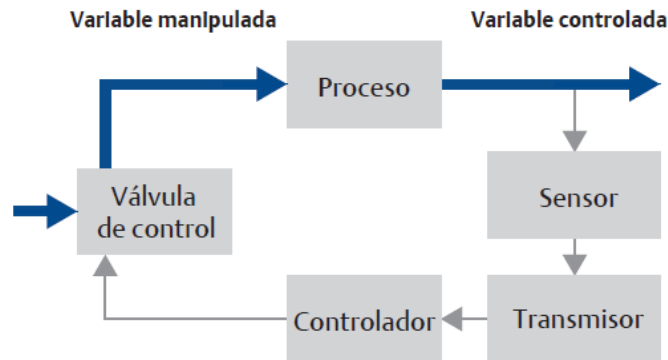 Variable manipulada
Variable controlada
Proceso
Válvula
de control
Sensor
Controlador
Transmisor